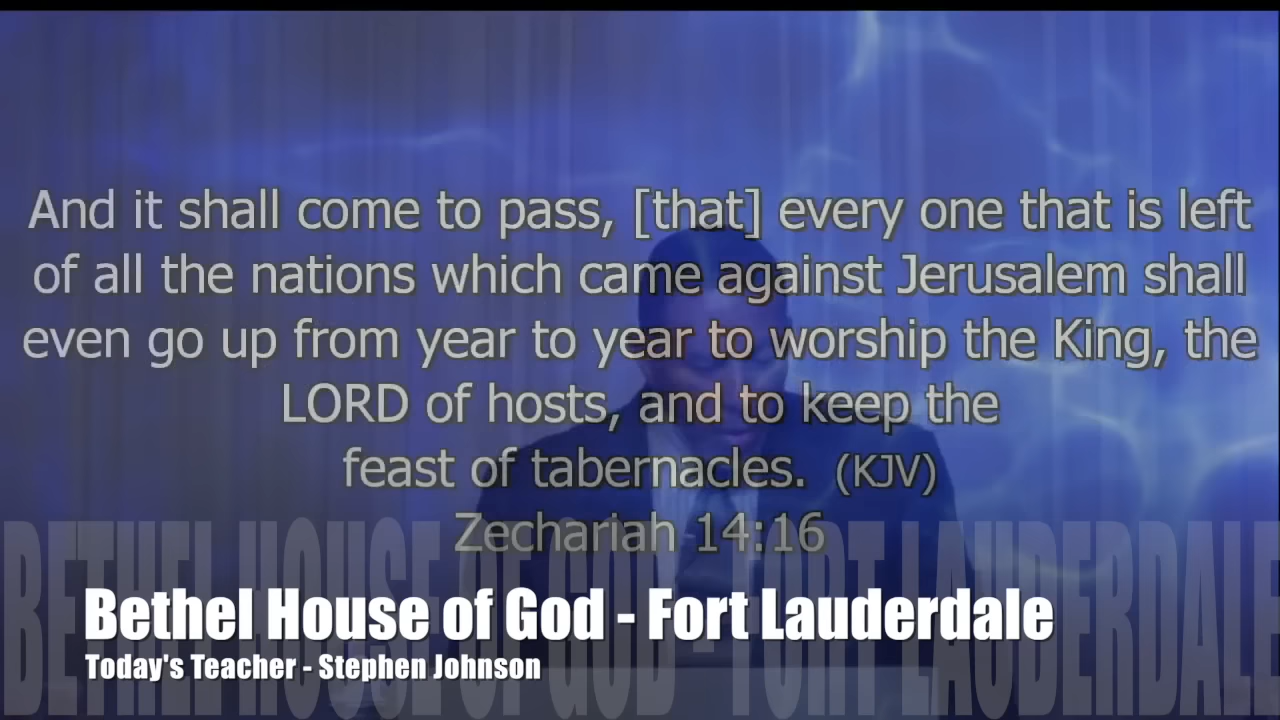 And it shall come to pass, [that] every one that is left
of all the nations which came against Jerusalem shall
even go up from year to year to worship the King, the
LORD of hosts, and to keep the
feast of tabernacles. (KJV)
Zechariah 14:16
BETHEL HOUSE OF GOD - FORT LAUDERDALE
Bethel House of God - Fort Lauderdale
Today's Teacher - Stephen Johnson